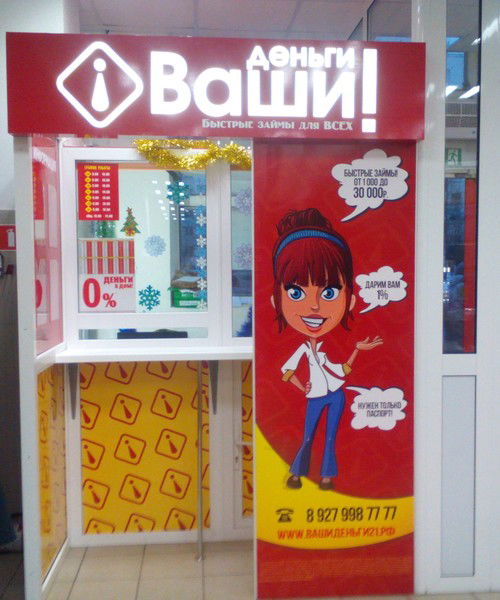 деньги
Ваши!
Быстрые займы для ВСЕХ
БЫСТРЫЕ ЗАЙМЫ!
ОТ 1 000 ДО
30 000Р
ДАРИМ ВАМ
1%
НУЖЕН ТОЛЬКО
ПАСПОРТ!
ДЕНЬГИ
0%
8 927 998 77 77
WWW.ВАШИДЕНЬГИ21.РФ